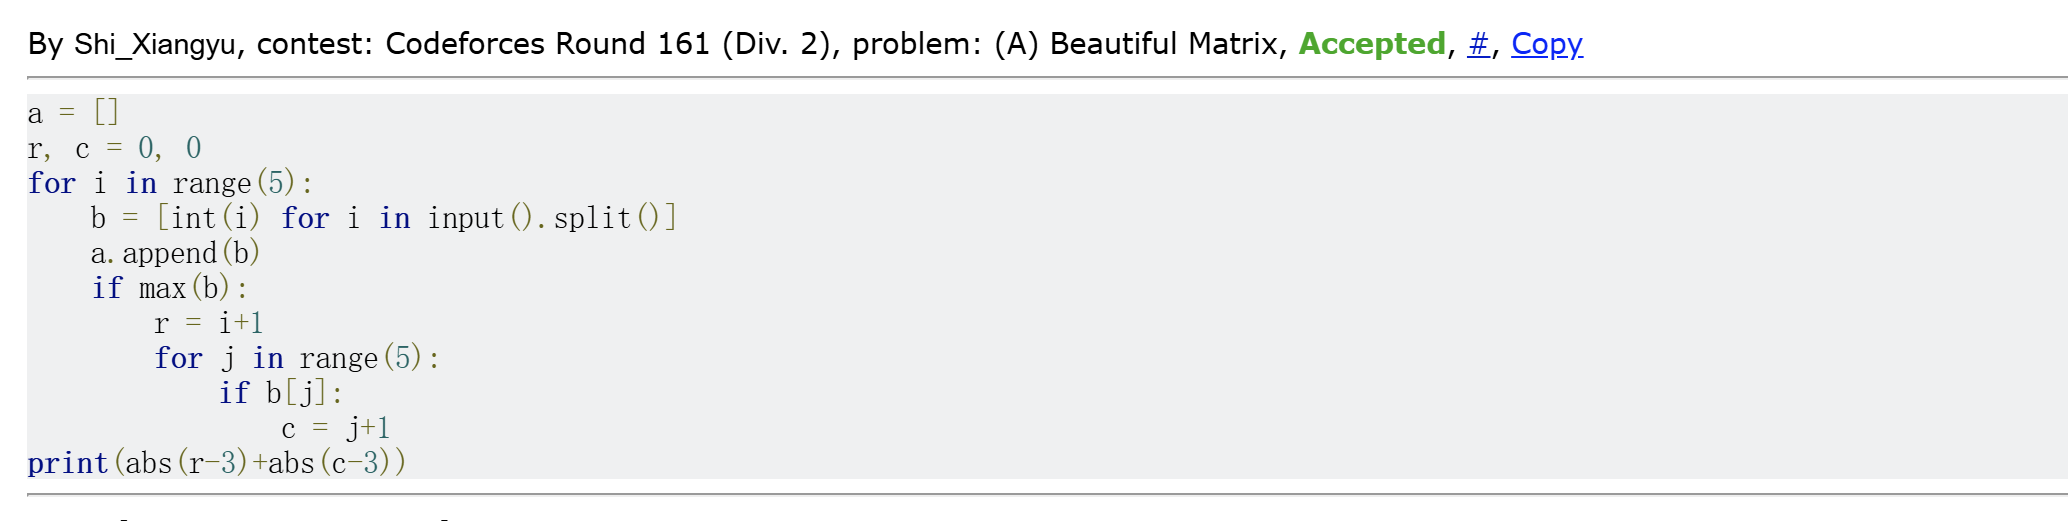 By Shi_Xiangyu, contest: Codeforces Round 161 (Div. 2), problem: (A) Beautiful Matrix, Accepted, #, Copy
a = []
r, c = 0, 0
for i in range(5):
    b = [int(i) for i in input().split()]
    a.append(b)
    if max(b):
        r = i+1
        for j in range(5):
            if b[j]:
                c = j+1
print(abs(r-3)+abs(c-3))